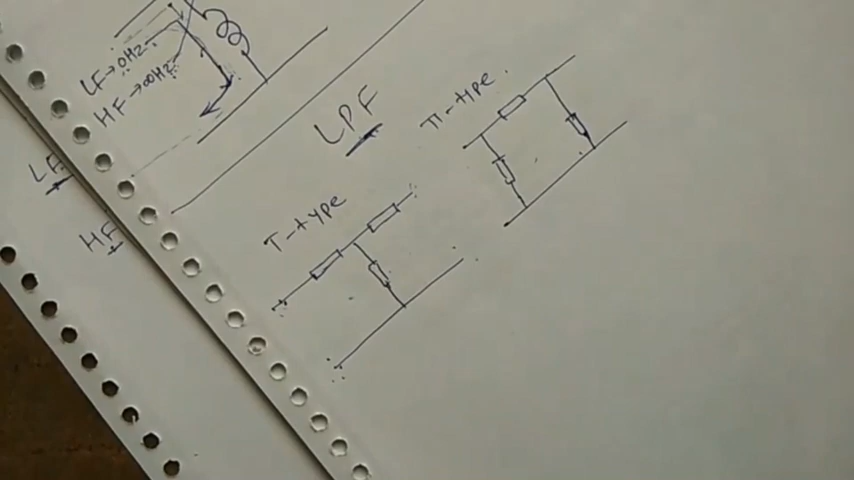 LF→0Hz
HF→∞Hz
LPF
π-type.
T-type
LF
HF